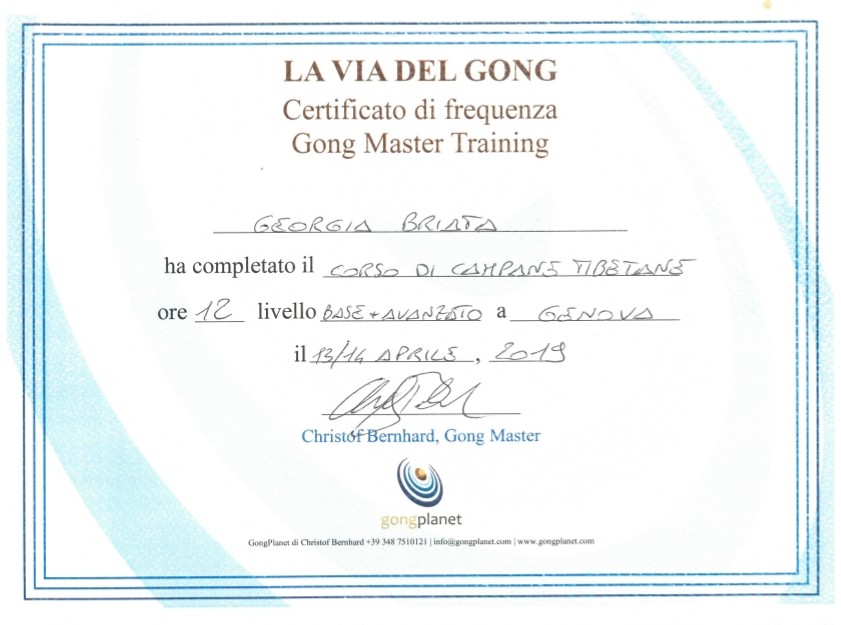 LA VIA DEL GONG
Certificato di frequenza
Gong Master Training
GEORGIA BRIATA
ha completato il CORSO DI CAMPANE TIBETANE
ore 12 livello BASE + AVANZATO a GENOVA
il 13/14 APRILE, 2019
Christof Bernhard, Gong Master
gongplanet
GongPlanet di Christof Bernhard +39 348 7510121 | info@gongplanet.com | www.gongplanet.com